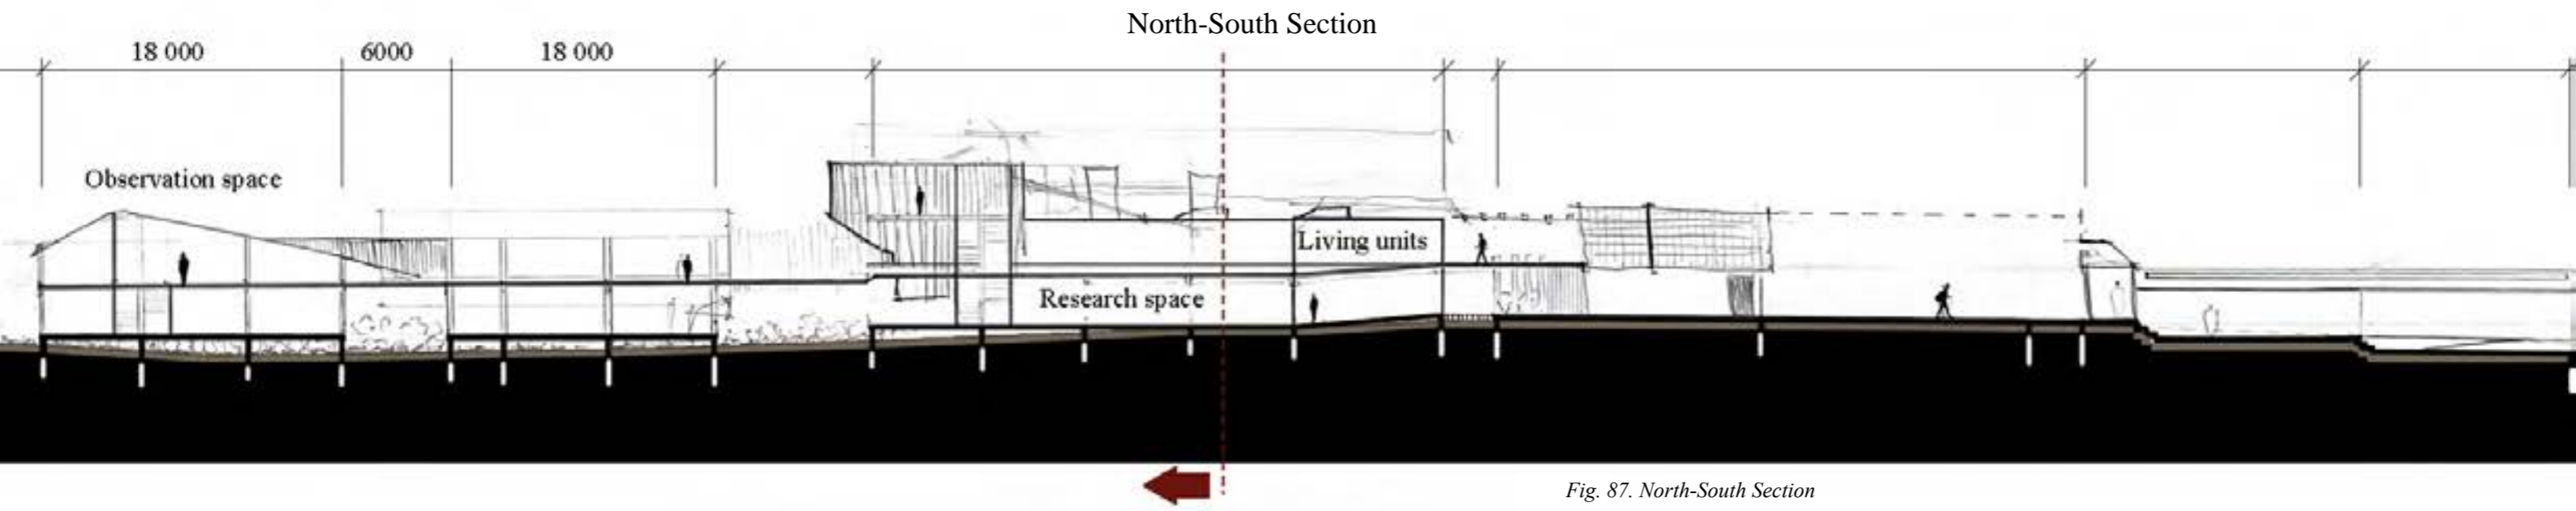 North-South Section
18 000
6000
18 000
Observation space
Living units
Research space
Fig. 87. North-South Section